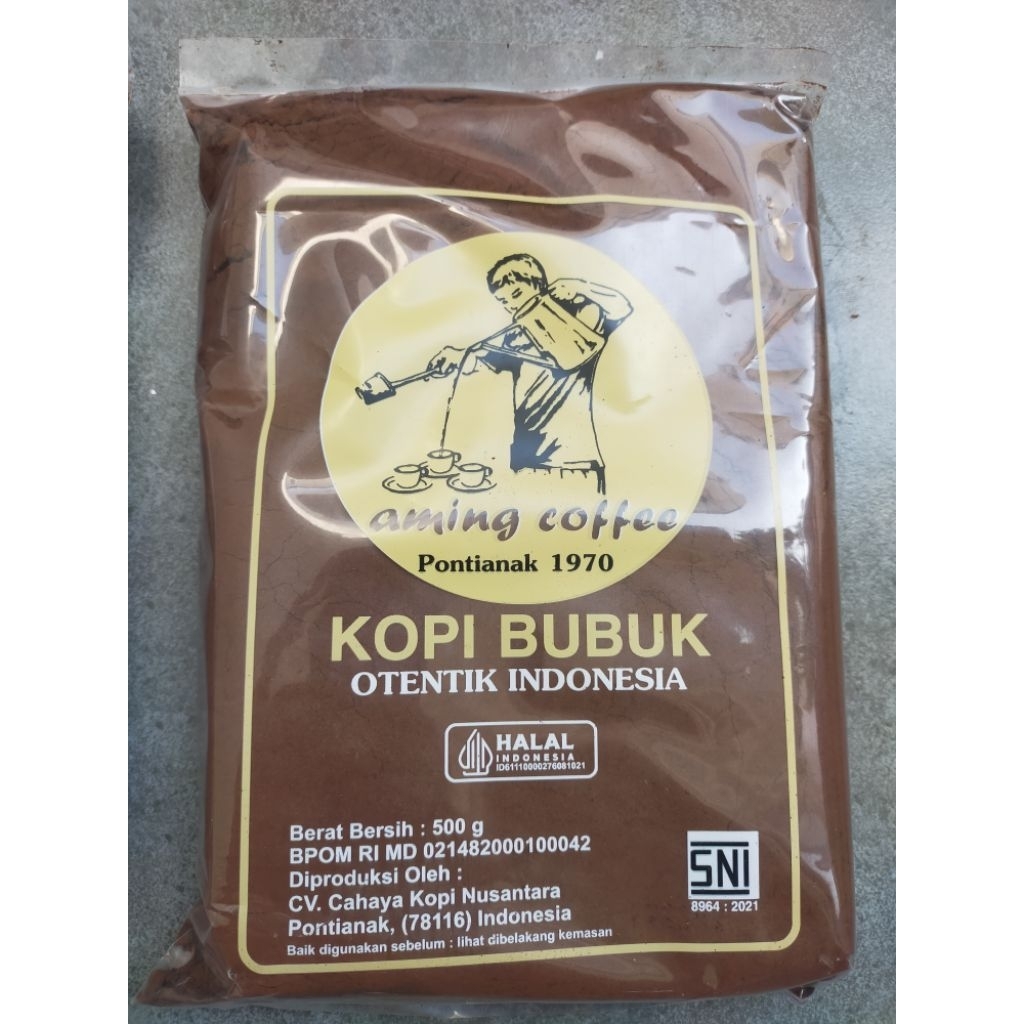 aming coffee
Pontianak 1970
KOPI BUBUK
OTENTIK INDONESIA
HALAL
INDONESIA
ID61110000276081021
Berat Bersih : 500 g
BPOM RI MD 021482000100042
Diproduksi Oleh :
CV. Cahaya Kopi Nusantara
Pontianak, (78116) Indonesia
Baik digunakan sebelum : lihat dibelakang kemasan
SNI
8964 : 2021